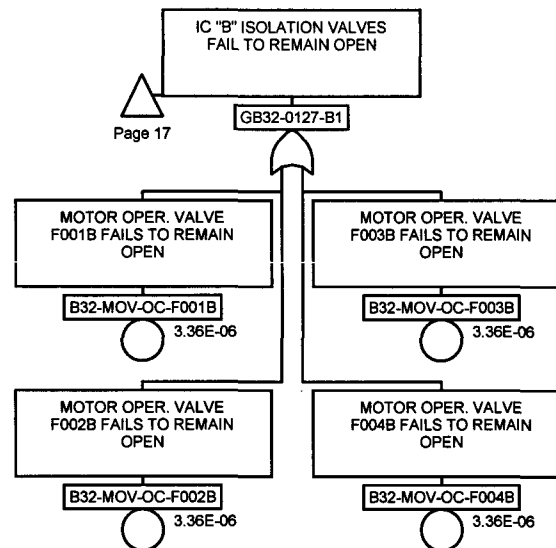 IC "B" ISOLATION VALVES
FAIL TO REMAIN OPEN
Page 17
GB32-0127-B1
MOTOR OPER. VALVE
F001B FAILS TO REMAIN
OPEN
B32-MOV-OC-F001B
3.36E-06
MOTOR OPER. VALVE
F003B FAILS TO REMAIN
OPEN
B32-MOV-OC-F003B
3.36E-06
MOTOR OPER. VALVE
F002B FAILS TO REMAIN
OPEN
B32-MOV-OC-F002B
3.36E-06
MOTOR OPER. VALVE
F004B FAILS TO REMAIN
OPEN
B32-MOV-OC-F004B
3.36E-06